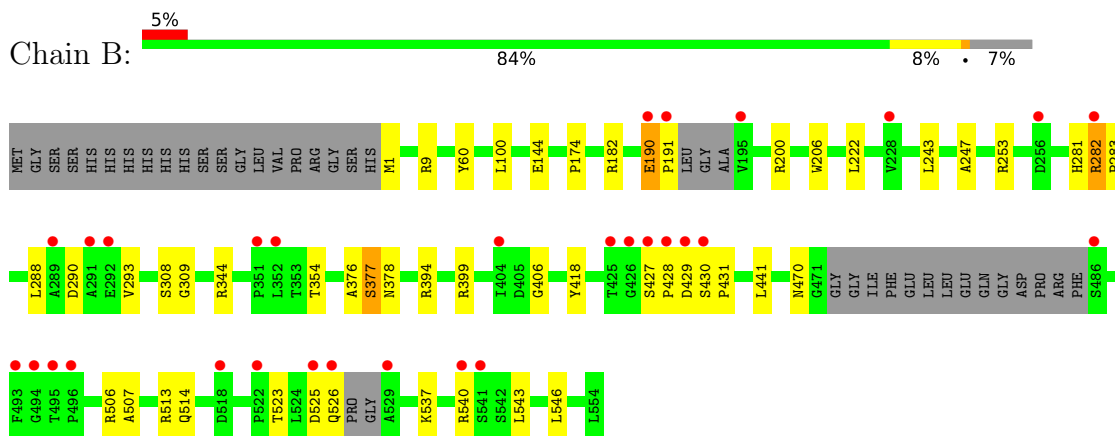 5%
Chain B:
84% 8% • 7%
MET GLY SER SER HIS HIS HIS HIS HIS HIS SER SER GLY LEU VAL PRO ARG GLY SER HIS M1 R9 Y60 L100 E144 P174 R182 E190 P191 LEU GLY ALA V195 R200 W206 L222 V228 L243 A247 R253 D256 H281 R282 P283
L288 A289 D290 A291 E292 V293 S308 G309 R344 P351 L352 T353 T354 A376 S377 N378 R394 R399 I404 D405 G406 Y418 T425 G426 S427 P428 D429 S430 P431 L441 N470 G471 GLY GLY ILE PHE GLU LEU LEU GLU GLN GLY ASP PRO ARG PHE S486
F493 G494 T495 P496 R506 A507 R513 Q514 D518 P522 T523 L524 D525 Q526 PRO GLY A529 K537 R540 S541 S542 L543 L546 L554